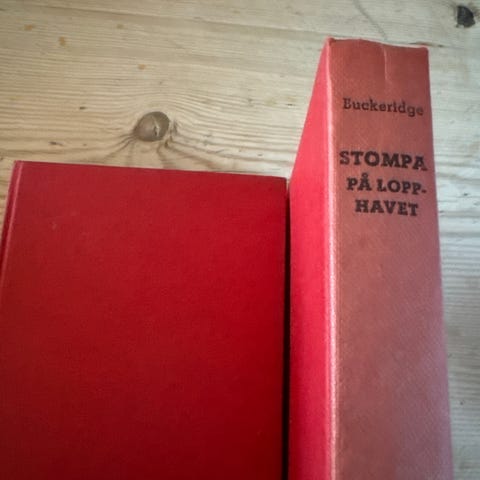 Buckeridge
STOMPA
PÅ LOPP-
HAVET